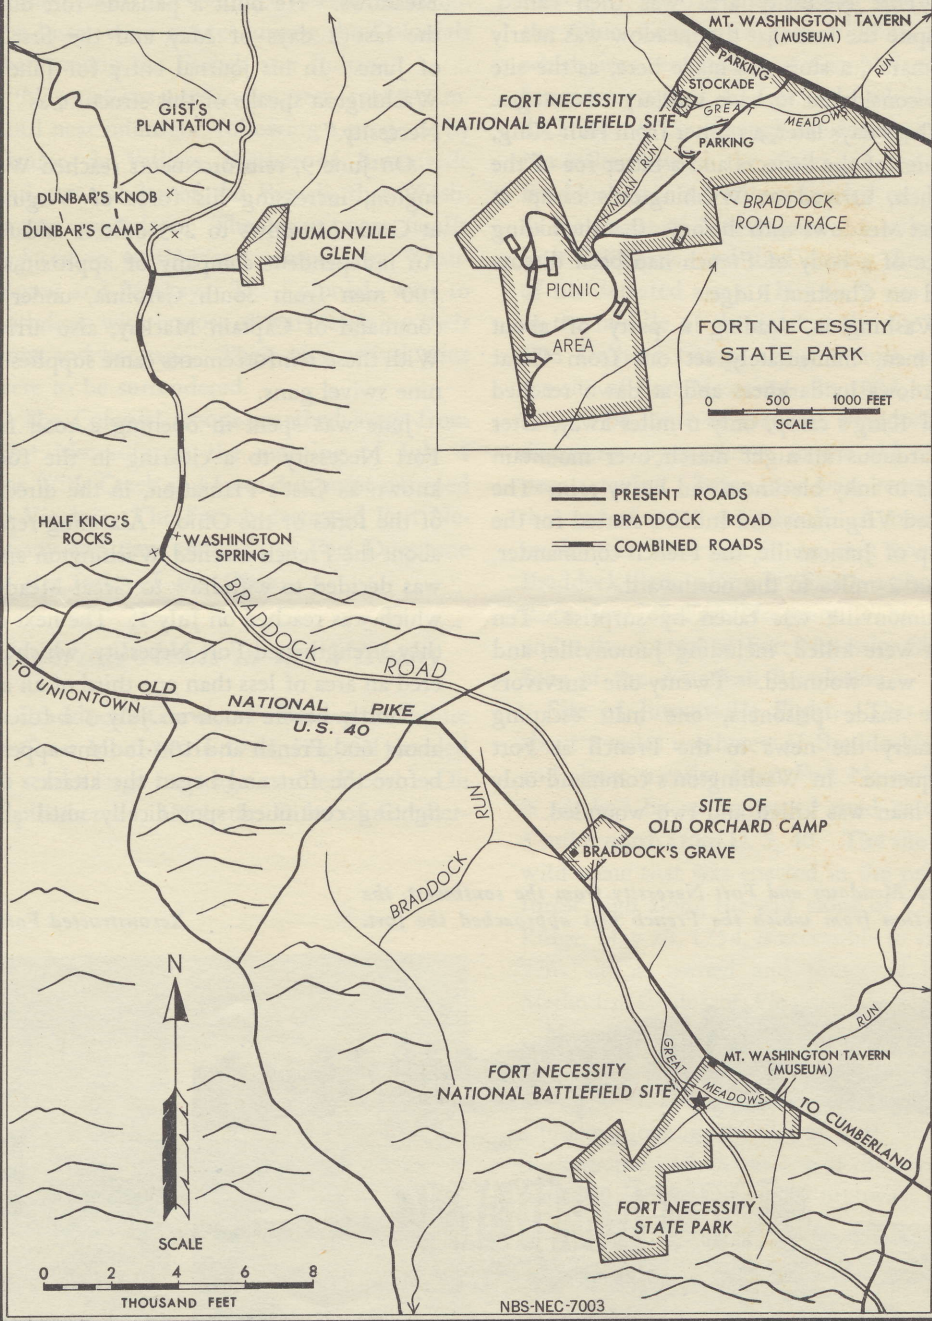 GIST'S
PLANTATION
DUNBAR'S KNOB
DUNBAR'S CAMP
JUMONVILLE
GLEN
MT. WASHINGTON TAVERN
(MUSEUM)
PARKING
STOCKADE
RUN
FORT NECESSITY
NATIONAL BATTLEFIELD SITE
GREAT
MEADOWS
PARKING
INDIAN RUN
BRADDOCK
ROAD TRACE
PICNIC
AREA
FORT NECESSITY
STATE PARK
0 500 1000 FEET
SCALE
PRESENT ROADS
BRADDOCK ROAD
COMBINED ROADS
HALF KING'S
ROCKS
WASHINGTON
SPRING
BRADDOCK ROAD
TO UNIONTOWN
OLD NATIONAL PIKE
U.S. 40
BRADDOCK RUN
SITE OF
OLD ORCHARD CAMP
BRADDOCK'S GRAVE
N
RUN
GREAT
MEADOWS
MT. WASHINGTON TAVERN
(MUSEUM)
FORT NECESSITY
NATIONAL BATTLEFIELD SITE
TO CUMBERLAND
FORT NECESSITY
STATE PARK
SCALE
0 2 4 6 8
THOUSAND FEET
NBS-NEC-7003